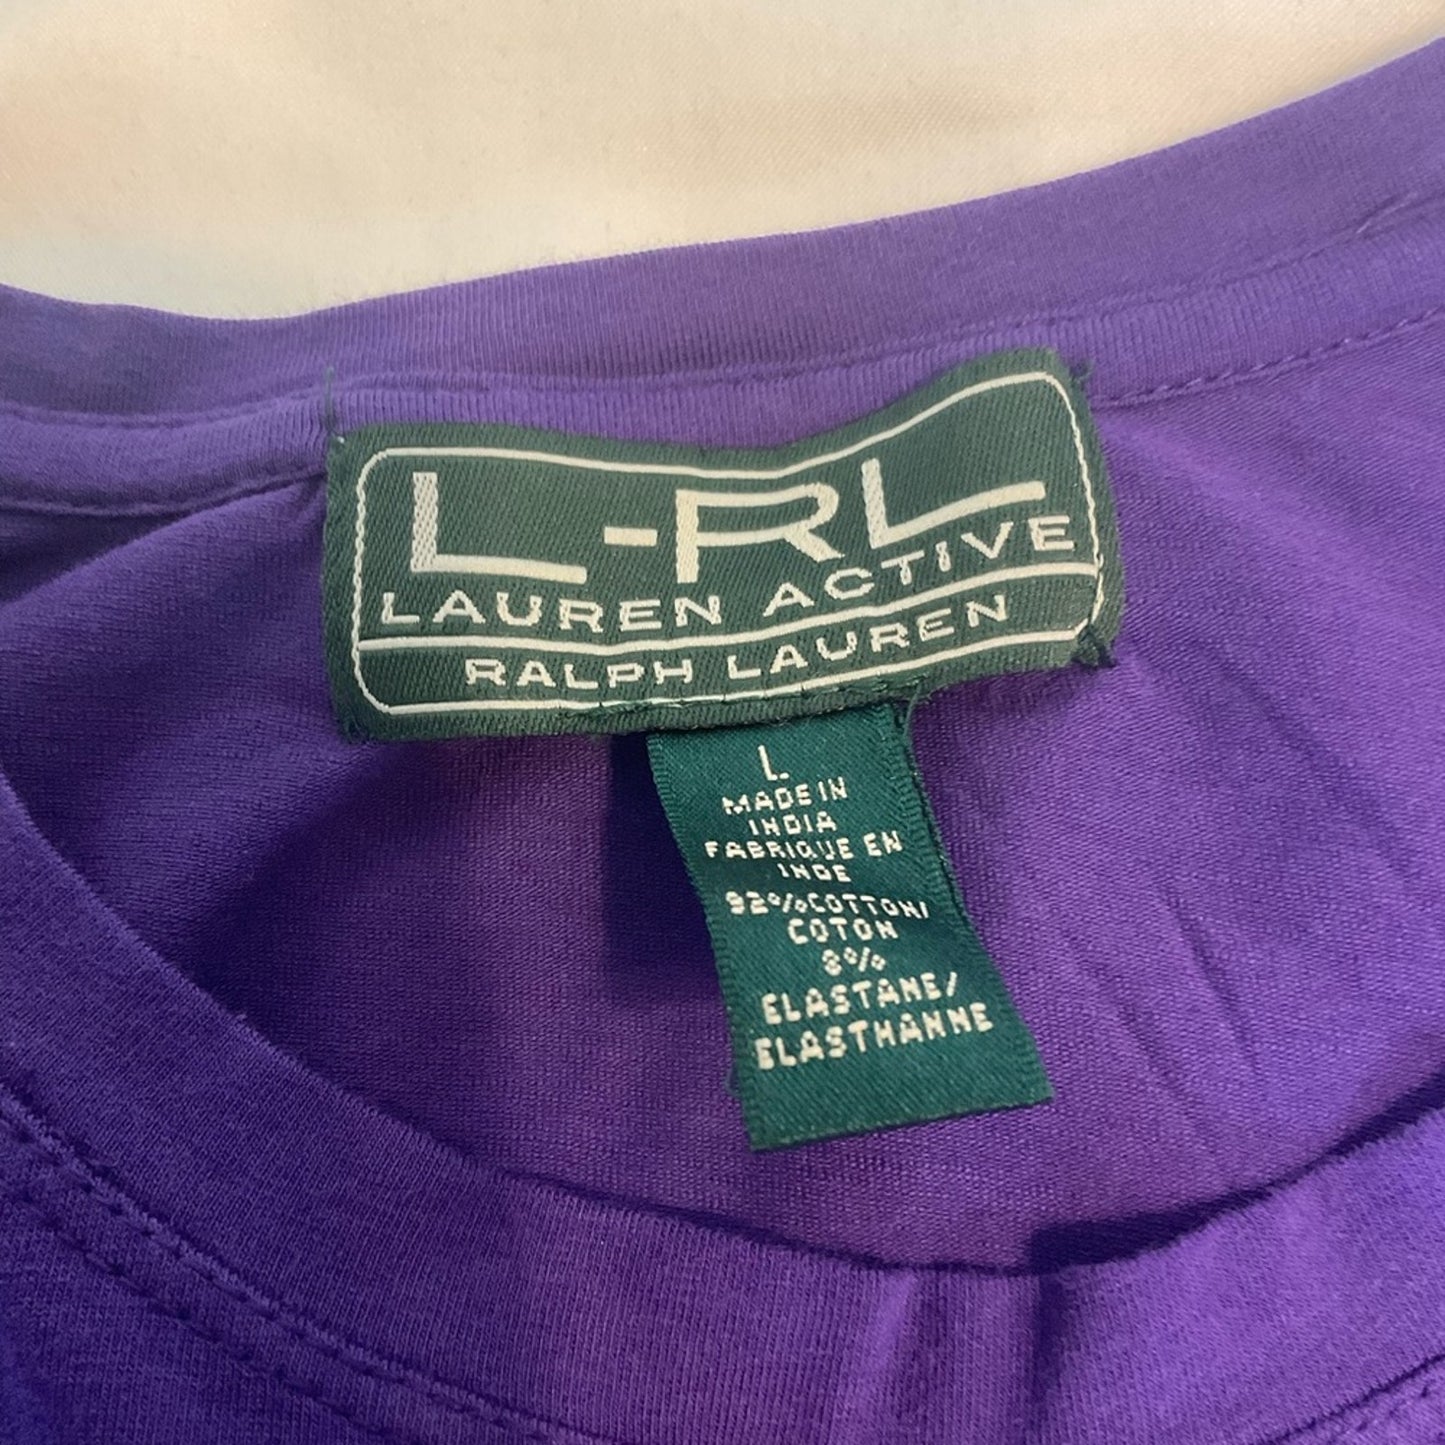 L-RL
LAUREN ACTIVE
RALPH LAUREN
L
MADE IN
INDIA
FABRIQUE EN
INDE
92% COTTON/
COTON
8%
ELASTANE/
ELASTHANNE